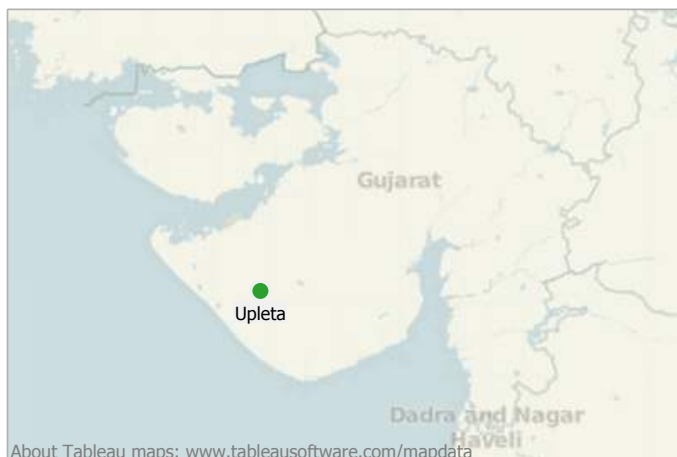 Gujarat
Upleta
Dadra and Nagar
Haveli
About Tableau maps: www.tableausoftware.com/mapdata